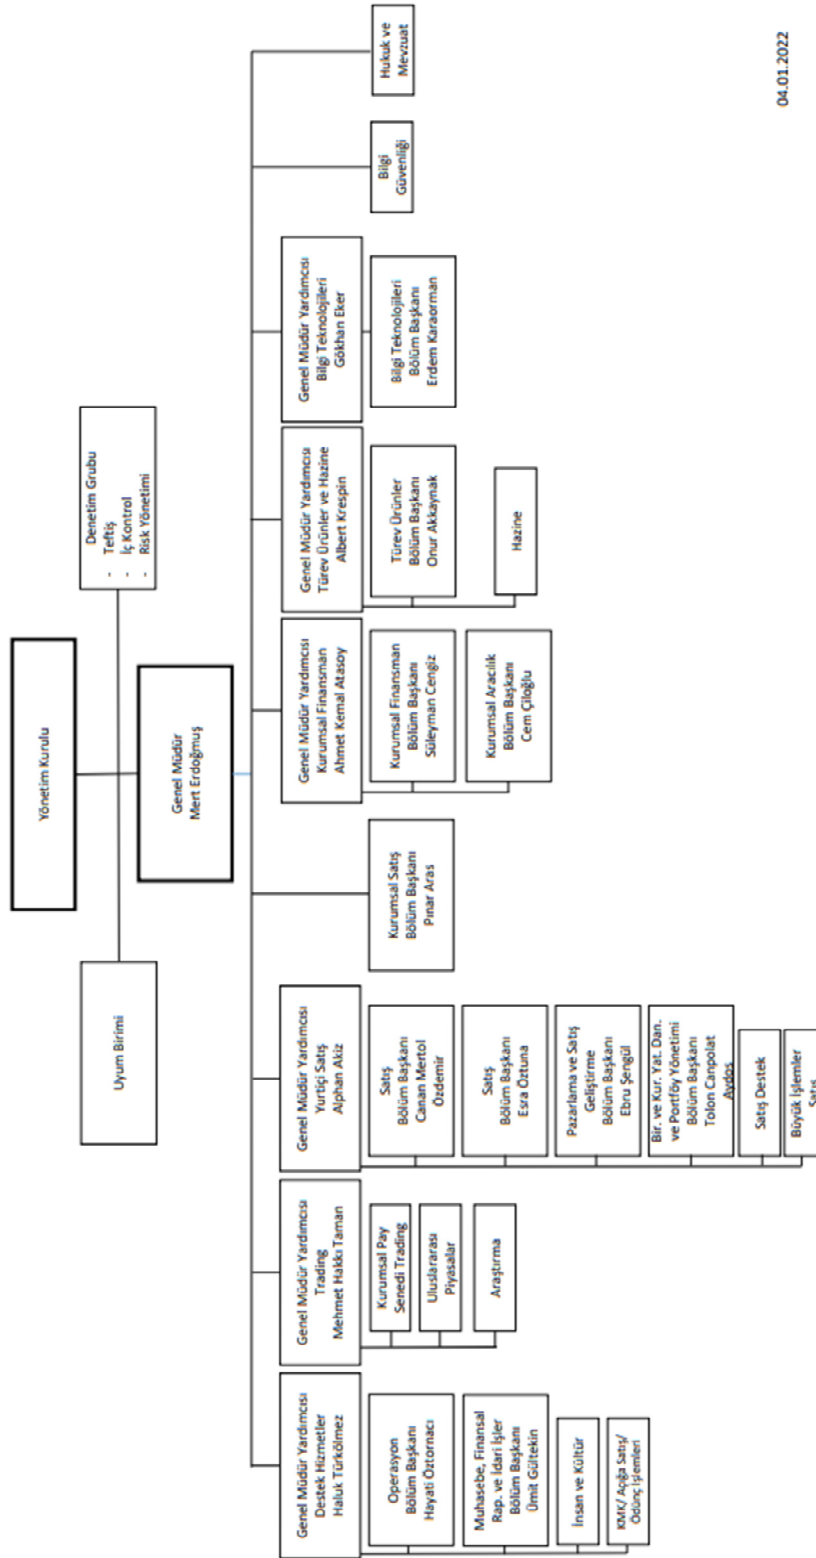 Yönetim Kurulu
Uyum Birimi
Denetim Grubu
- Teftiş
- İç Kontrol
- Risk Yönetimi
Genel Müdür
Mert Erdoğmuş
Genel Müdür Yardımcısı
Destek Hizmetler
Haluk Türkölmez
Operasyon
Bölüm Başkanı
Hayati Öztornacı
Muhasebe, Finansal
Rap. ve İdari İşler
Bölüm Başkanı
Ümit Gültekin
İnsan ve Kültür
KMK/ Açığa Satış/
Ödünç İşlemleri
Genel Müdür Yardımcısı
Trading
Mehmet Hakkı Taman
Kurumsal Pay
Senedi Trading
Uluslararası
Piyasalar
Araştırma
Genel Müdür Yardımcısı
Yurtiçi Satış
Alphan Akiz
Satış
Bölüm Başkanı
Canan Mertol
Özdemir
Satış
Bölüm Başkanı
Esra Öztuna
Pazarlama ve Satış
Geliştirme
Bölüm Başkanı
Ebru Şengül
Bir. ve Kur. Yat. Dan.
ve Portföy Yönetimi
Bölüm Başkanı
Tolon Canpolat
Aydoş
Satış Destek
Büyük İşlemler
Satış
Kurumsal Satış
Bölüm Başkanı
Pınar Aras
Genel Müdür Yardımcısı
Kurumsal Finansman
Ahmet Kemal Atasoy
Kurumsal Finansman
Bölüm Başkanı
Süleyman Cengiz
Kurumsal Aracılık
Bölüm Başkanı
Cem Çiloğlu
Genel Müdür Yardımcısı
Türev Ürünler ve Hazine
Albert Krespin
Türev Ürünler
Bölüm Başkanı
Onur Akkaynak
Hazine
Genel Müdür Yardımcısı
Bilgi Teknolojileri
Gökhan Eker
Bilgi Teknolojileri
Bölüm Başkanı
Erdem Karaorman
Bilgi
Güvenliği
Hukuk ve
Mevzuat
04.01.2022